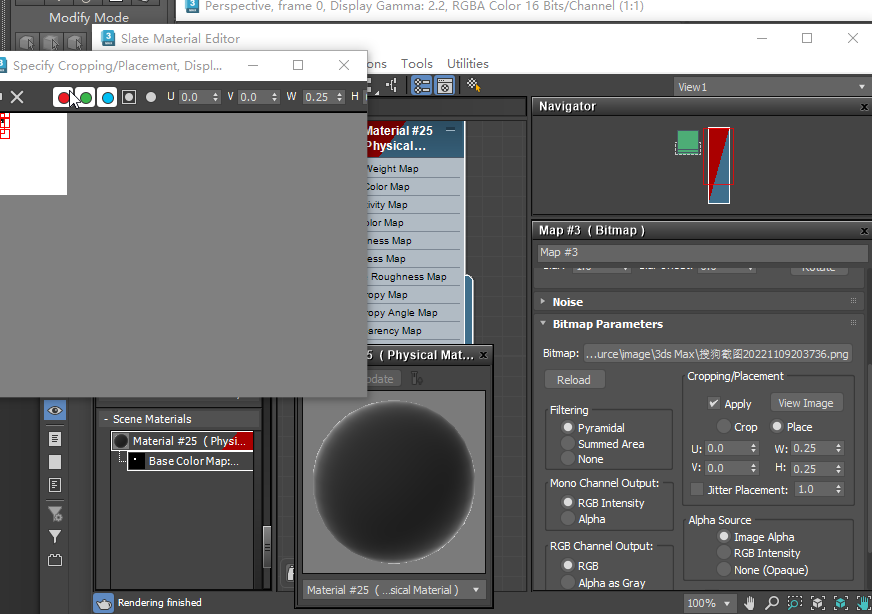 Perspective, frame 0, Display Gamma: 2.2, RGBA Color 16 Bits/Channel (1:1)
Modify Mode
Slate Material Editor
Specify Cropping/Placement, Displ...
ons Tools Utilities
U 0.0 V 0.0 W 0.25 H
View1
Navigator
Material #25
Physical...
Weight Map
Color Map
ivity Map
olor Map
ness Map
ess Map
Roughness Map
ropy Map
ropy Angle Map
arency Map
Map #3 ( Bitmap )
Map #3
Rotate
Noise
Bitmap Parameters
Bitmap: ...urce\image\3ds Max\搜狗截图20221109203736.png
Reload
Cropping/Placement
Apply View Image
Crop Place
U: 0.0 W: 0.25
V: 0.0 H: 0.25
Jitter Placement: 1.0
Filtering
Pyramidal
Summed Area
None
Mono Channel Output:
RGB Intensity
Alpha
RGB Channel Output:
RGB
Alpha as Gray
Alpha Source
Image Alpha
RGB Intensity
None (Opaque)
5 ( Physical Mat...
pdate
Scene Materials
Material #25 ( Physi...
Base Color Map:...
Material #25 ( ...sical Material )
Rendering finished
100%